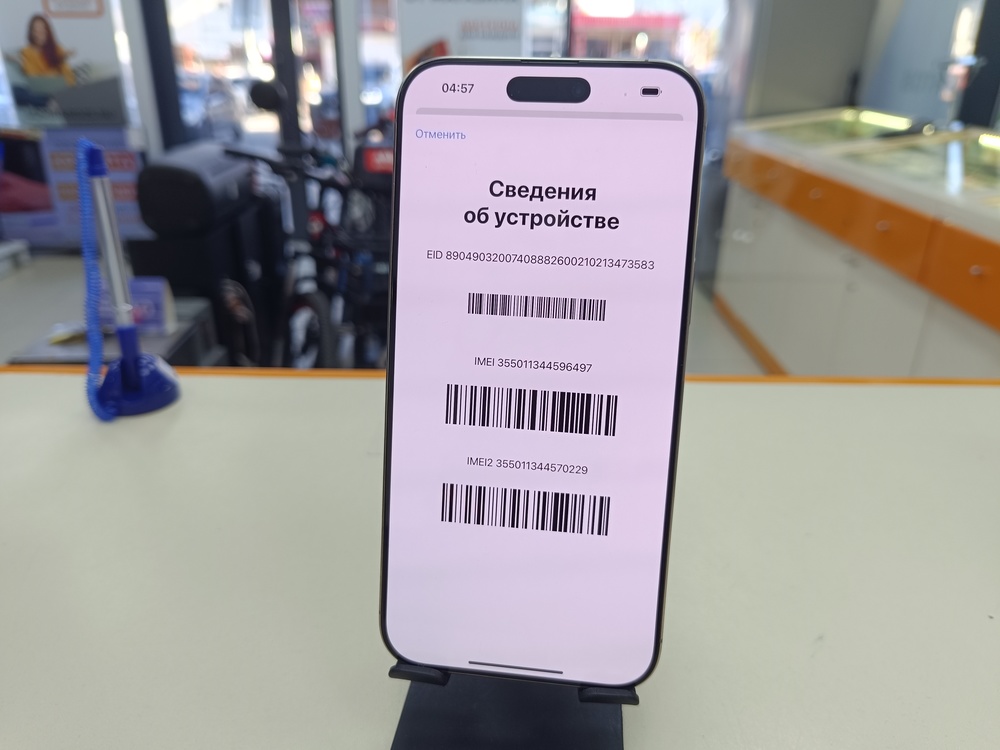 04:57
Отменить
Сведения
об устройстве
EID 89049032007408882600210213473583
IMEI 355011344596497
IMEI2 355011344570229